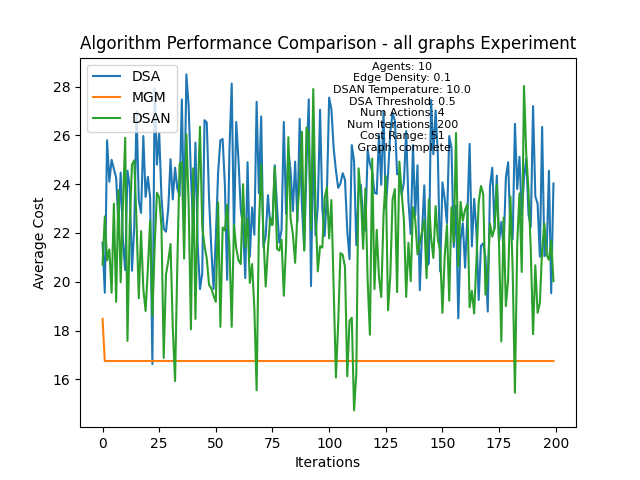 Algorithm Performance Comparison - all graphs Experiment
DSA
MGM
DSAN
Agents: 10
Edge Density: 0.1
DSAN Temperature: 10.0
DSA Threshold: 0.5
Num Actions: 4
Num Iterations: 200
Cost Range: 51
Graph: complete
Average Cost
28
26
24
22
20
18
16
0
25
50
75
100
125
150
175
200
Iterations